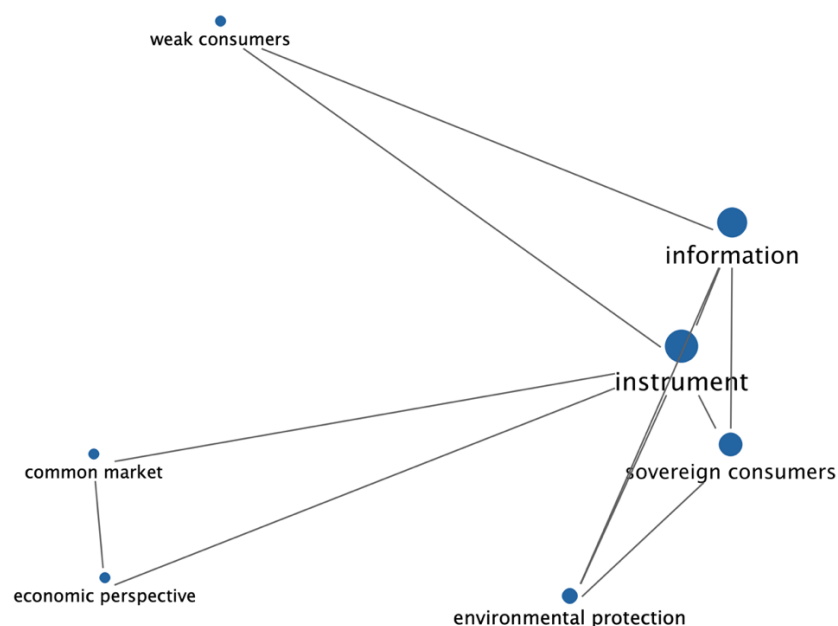 weak consumers
information
instrument
common market
sovereign consumers
economic perspective
environmental protection